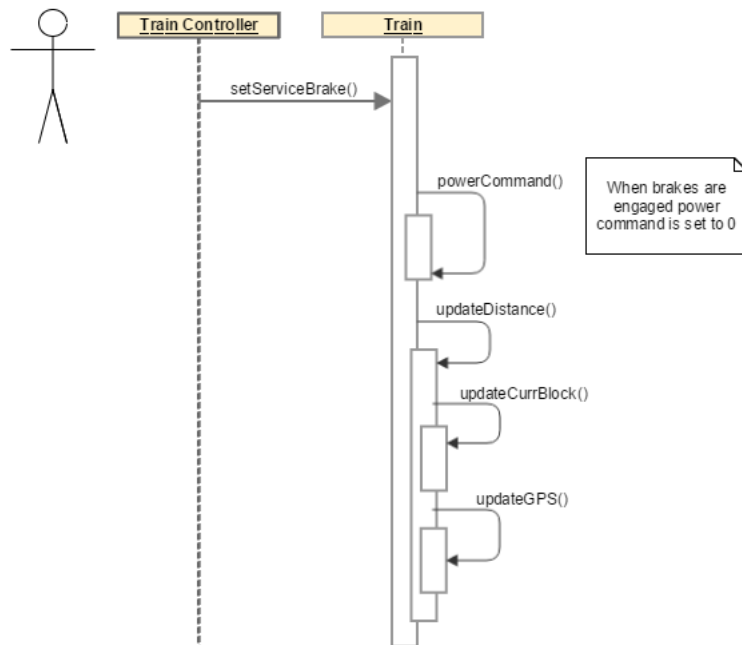 Train Controller
Train
setServiceBrake()
powerCommand()
When brakes are
engaged power
command is set to 0
updateDistance()
updateCurrBlock()
updateGPS()